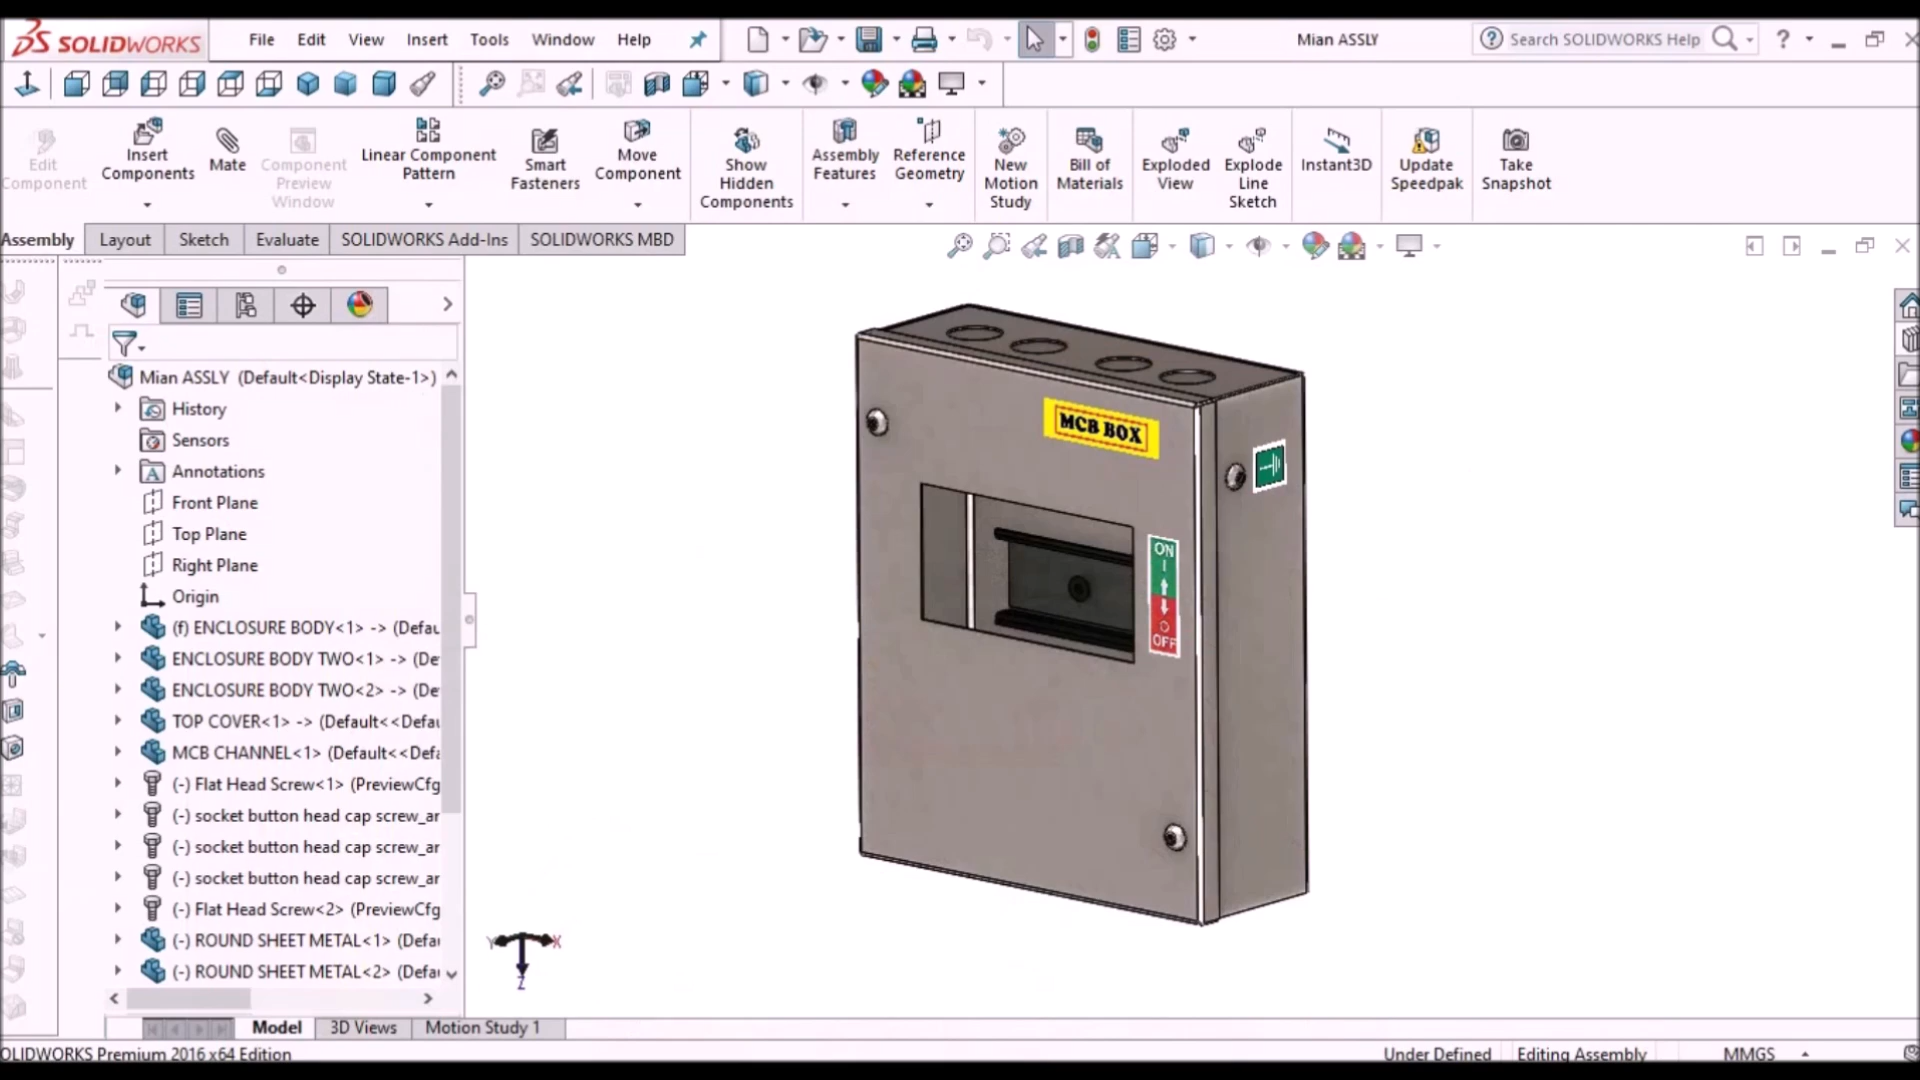 SOLIDWORKS File Edit View Insert Tools Window Help Mian ASSLY Search SOLIDWORKS Help ?
Edit Component
Insert Components
Mate
Component Preview Window
Linear Component Pattern
Smart Fasteners
Move Component
Show Hidden Components
Assembly Features
Reference Geometry
New Motion Study
Bill of Materials
Exploded View
Explode Line Sketch
Instant3D
Update Speedpak
Take Snapshot
Assembly Layout Sketch Evaluate SOLIDWORKS Add-Ins SOLIDWORKS MBD
Mian ASSLY (Default<Display State-1>)
History
Sensors
Annotations
Front Plane
Top Plane
Right Plane
Origin
(f) ENCLOSURE BODY<1> -> (Defau
ENCLOSURE BODY TWO<1> -> (De
ENCLOSURE BODY TWO<2> -> (De
TOP COVER<1> -> (Default<<Defau
MCB CHANNEL<1> (Default<<Defa
(-) Flat Head Screw<1> (PreviewCfg
(-) socket button head cap screw_ar
(-) socket button head cap screw_ar
(-) socket button head cap screw_ar
(-) Flat Head Screw<2> (PreviewCfg
(-) ROUND SHEET METAL<1> (Defau
(-) ROUND SHEET METAL<2> (Defau
MCB BOX
ON
I
O
OFF
Y X
Z
Model 3D Views Motion Study 1
OLIDWORKS Premium 2016 x64 Edition Under Defined Editing Assembly MMGS